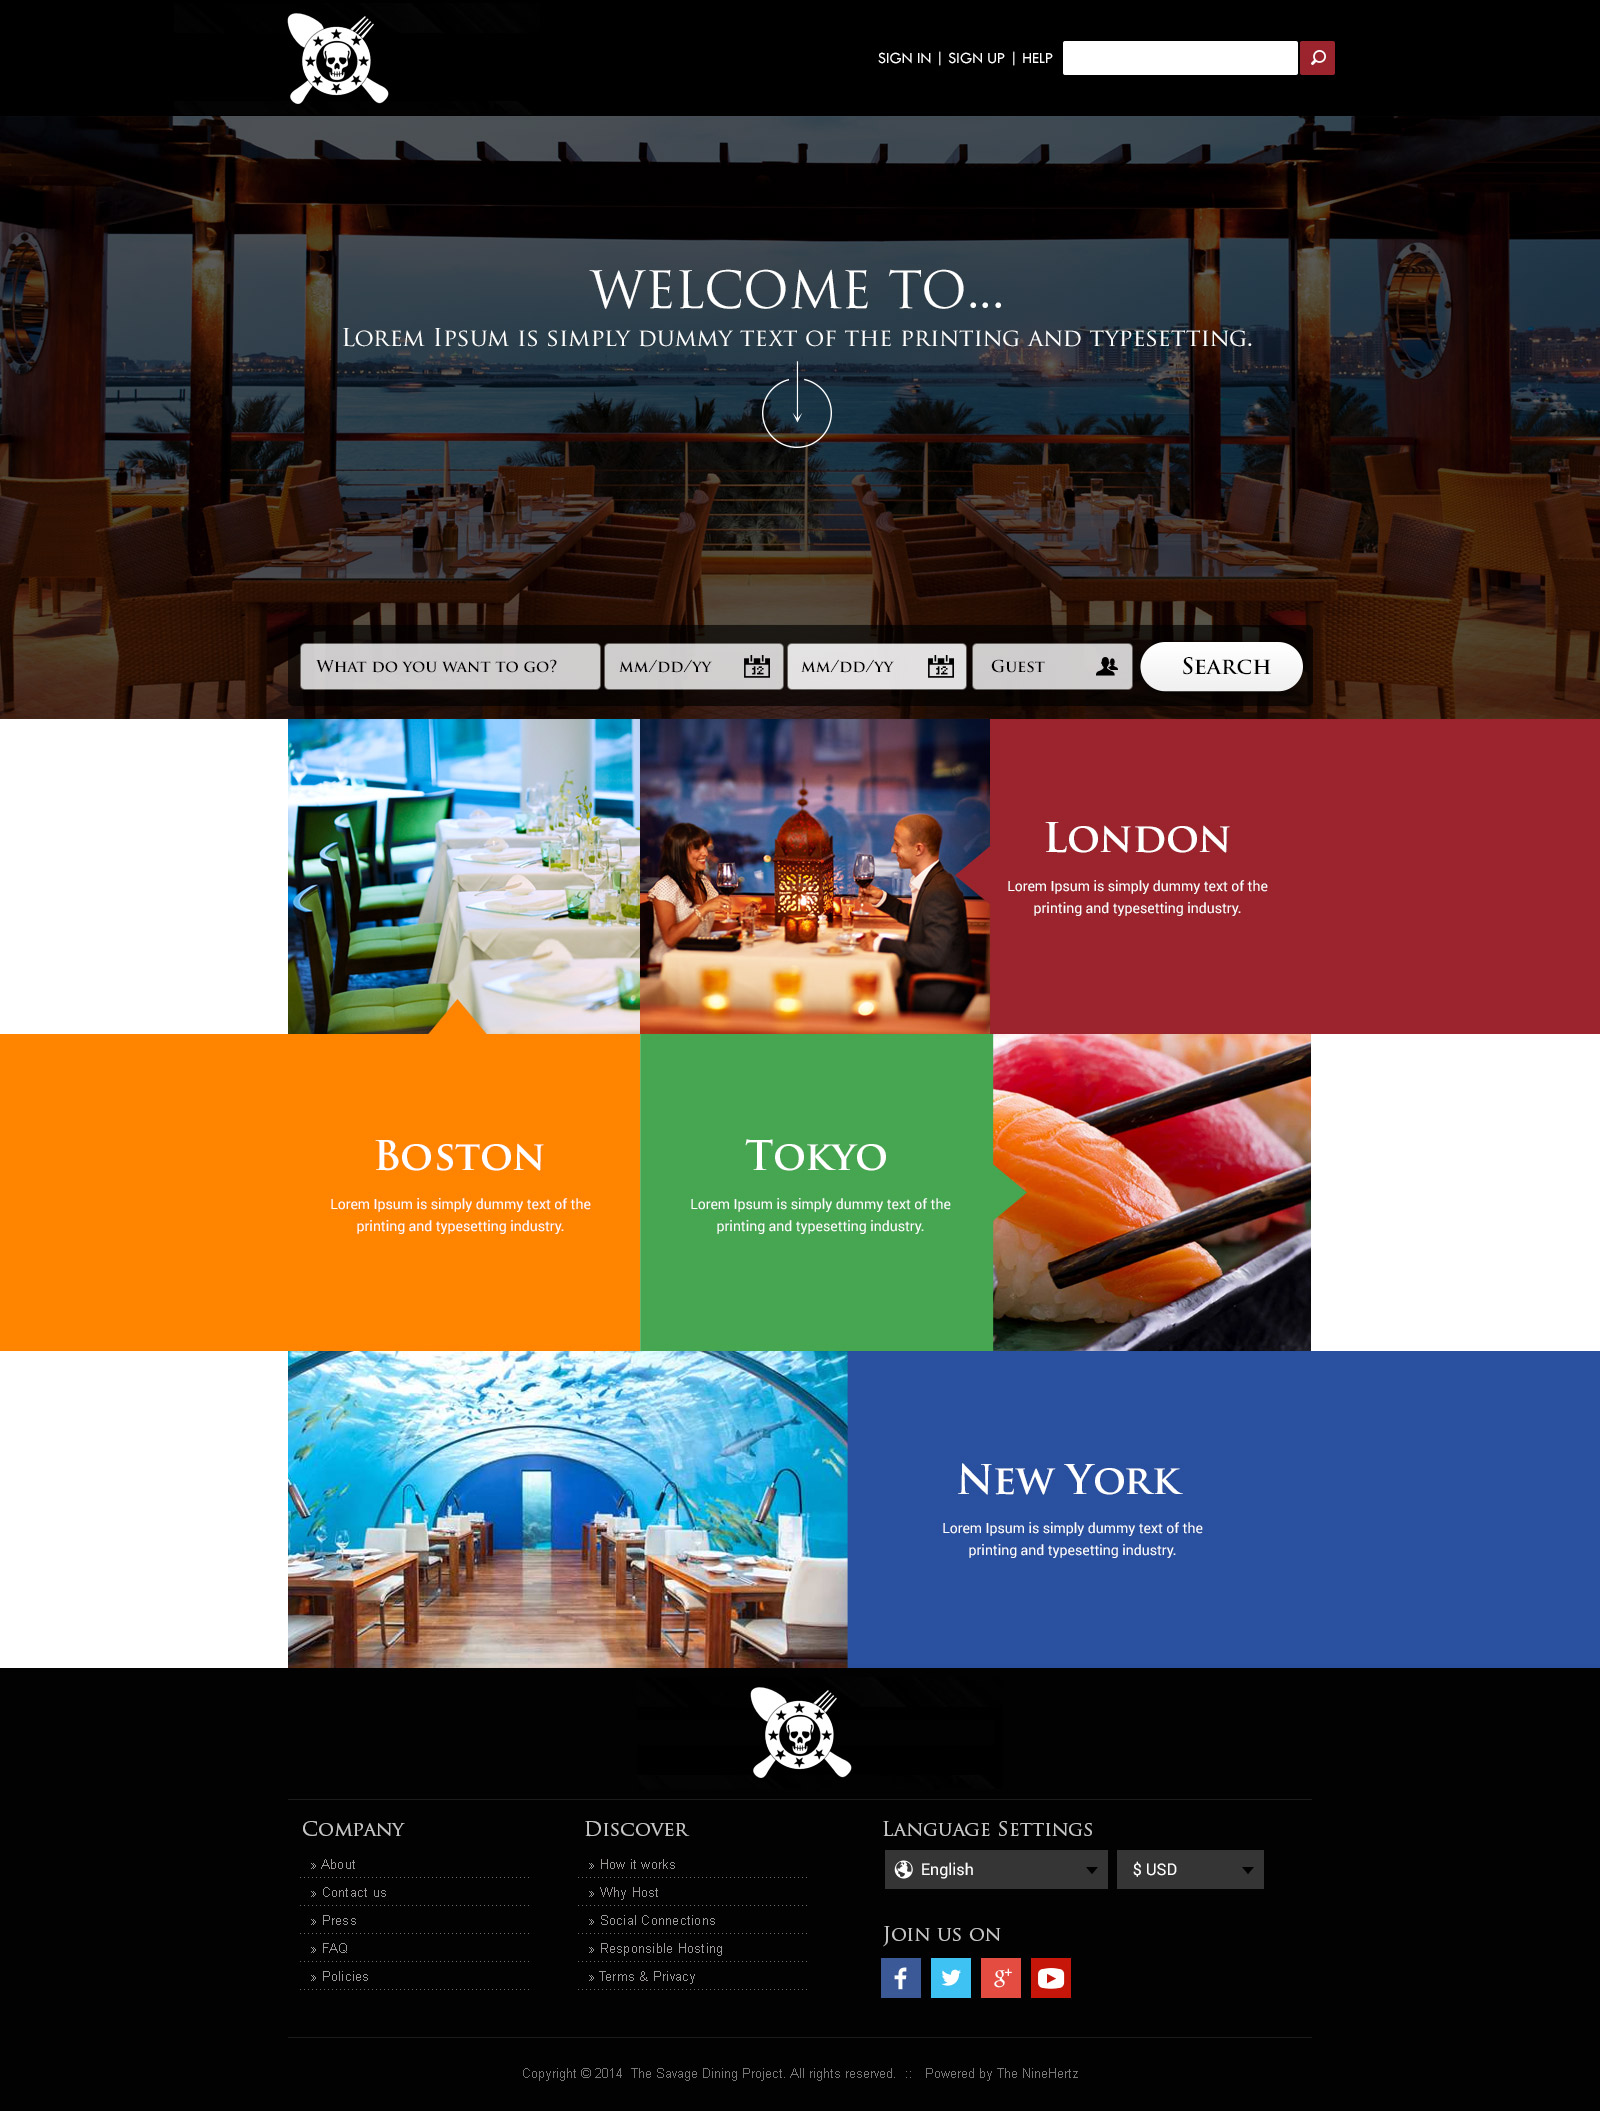 SIGN IN | SIGN UP | HELP
WELCOME TO...
Lorem Ipsum is simply dummy text of the printing and typesetting.
What do you want to go?
mm/dd/yy
12
mm/dd/yy
12
Guest
Search
London
Lorem Ipsum is simply dummy text of the
printing and typesetting industry.
Boston
Lorem Ipsum is simply dummy text of the
printing and typesetting industry.
Tokyo
Lorem Ipsum is simply dummy text of the
printing and typesetting industry.
New York
Lorem Ipsum is simply dummy text of the
printing and typesetting industry.
Company
» About
» Contact us
» Press
» FAQ
» Policies
Discover
» How it works
» Why Host
» Social Connections
» Responsible Hosting
» Terms & Privacy
Language Settings
English
$ USD
Join us on
f
g+
Copyright © 2014 The Savage Dining Project. All rights reserved. :: Powered by The NineHertz